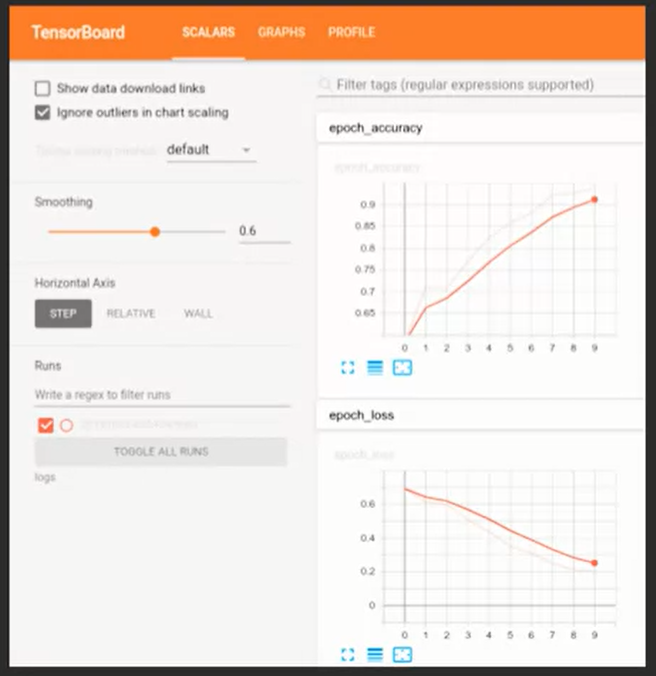 TensorBoard SCALARS GRAPHS PROFILE
Show data download links
Ignore outliers in chart scaling
default
Smoothing
0.6
Horizontal Axis
STEP RELATIVE WALL
Runs
Write a regex to filter runs
TOGGLE ALL RUNS
logs
Filter tags (regular expressions supported)
epoch_accuracy
epoch_accuracy
0.9
0.85
0.8
0.75
0.7
0.65
0 1 2 3 4 5 6 7 8 9
epoch_loss
epoch_loss
0.6
0.4
0.2
0
0 1 2 3 4 5 6 7 8 9